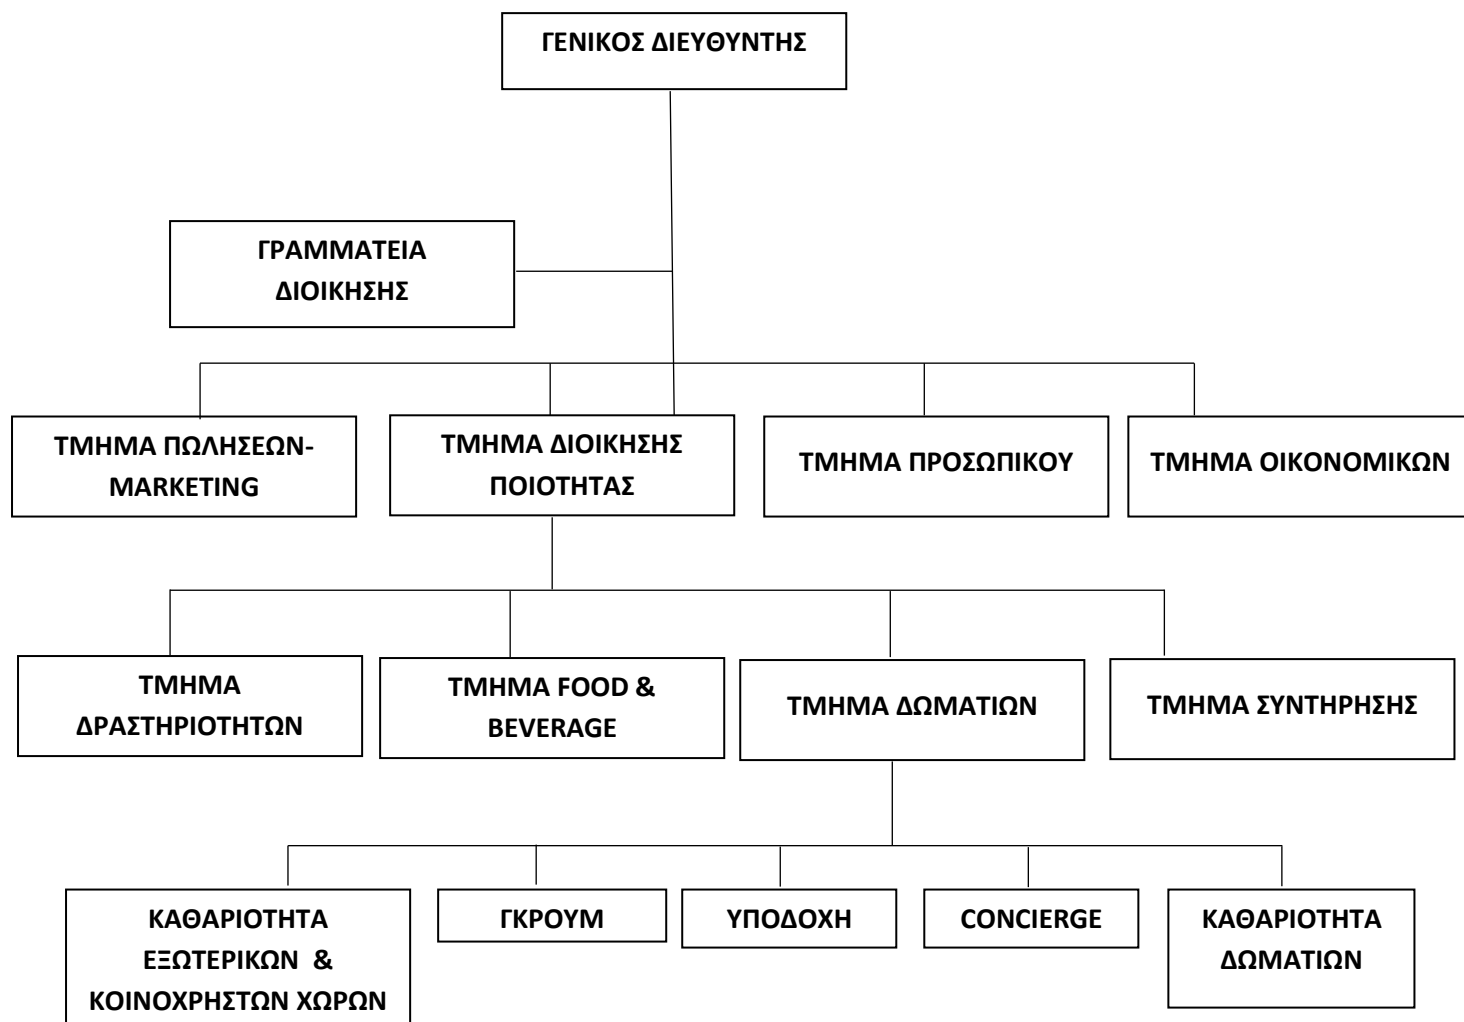 ΓΕΝΙΚΟΣ ΔΙΕΥΘΥΝΤΗΣ
ΓΡΑΜΜΑΤΕΙΑ
ΔΙΟΙΚΗΣΗΣ
ΤΜΗΜΑ ΠΩΛΗΣΕΩΝ-
MARKETING
ΤΜΗΜΑ ΔΙΟΙΚΗΣΗΣ
ΠΟΙΟΤΗΤΑΣ
ΤΜΗΜΑ ΠΡΟΣΩΠΙΚΟΥ
ΤΜΗΜΑ ΟΙΚΟΝΟΜΙΚΩΝ
ΤΜΗΜΑ
ΔΡΑΣΤΗΡΙΟΤΗΤΩΝ
ΤΜΗΜΑ FOOD &
BEVERAGE
ΤΜΗΜΑ ΔΩΜΑΤΙΩΝ
ΤΜΗΜΑ ΣΥΝΤΗΡΗΣΗΣ
ΚΑΘΑΡΙΟΤΗΤΑ
ΕΞΩΤΕΡΙΚΩΝ &
ΚΟΙΝΟΧΡΗΣΤΩΝ ΧΩΡΩΝ
ΓΚΡΟΥΜ
ΥΠΟΔΟΧΗ
CONCIERGE
ΚΑΘΑΡΙΟΤΗΤΑ
ΔΩΜΑΤΙΩΝ